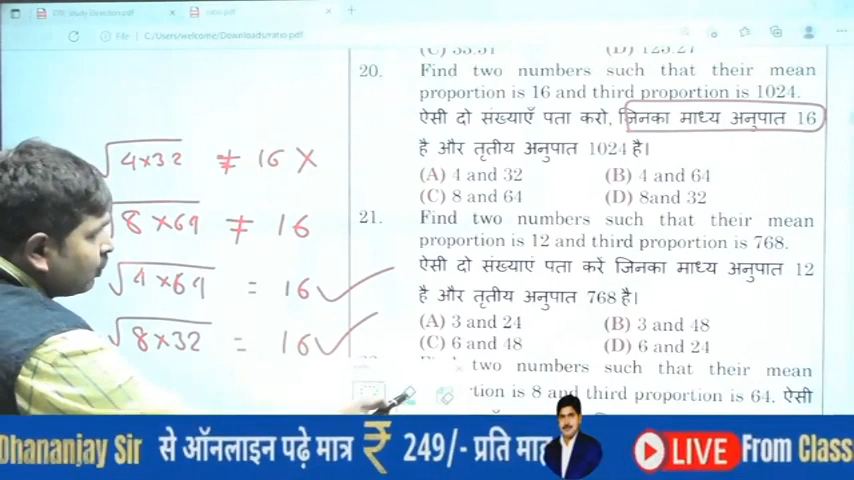 ratio.pdf
File | C:/Users/welcome/Downloads/ratio.pdf
20. Find two numbers such that their mean
proportion is 16 and third proportion is 1024.
ऐसी दो संख्याएँ पता करो, जिनका माध्य अनुपात 16
है और तृतीय अनुपात 1024 है।
(A) 4 and 32 (B) 4 and 64
(C) 8 and 64 (D) 8and 32
21. Find two numbers such that their mean
proportion is 12 and third proportion is 768.
ऐसी दो संख्याएं पता करें जिनका माध्य अनुपात 12
है और तृतीय अनुपात 768 है।
(A) 3 and 24 (B) 3 and 48
(C) 6 and 48 (D) 6 and 24
two numbers such that their mean
is 8 and third proportion is 64. ऐसी
√4×32 ≠ 16 ×
√8×64 ≠ 16
√4×64 = 16 ✓
√8×32 = 16 ✓
Dhananjay Sir से ऑनलाइन पढ़े मात्र ₹ 249/- प्रति
LIVE From Class